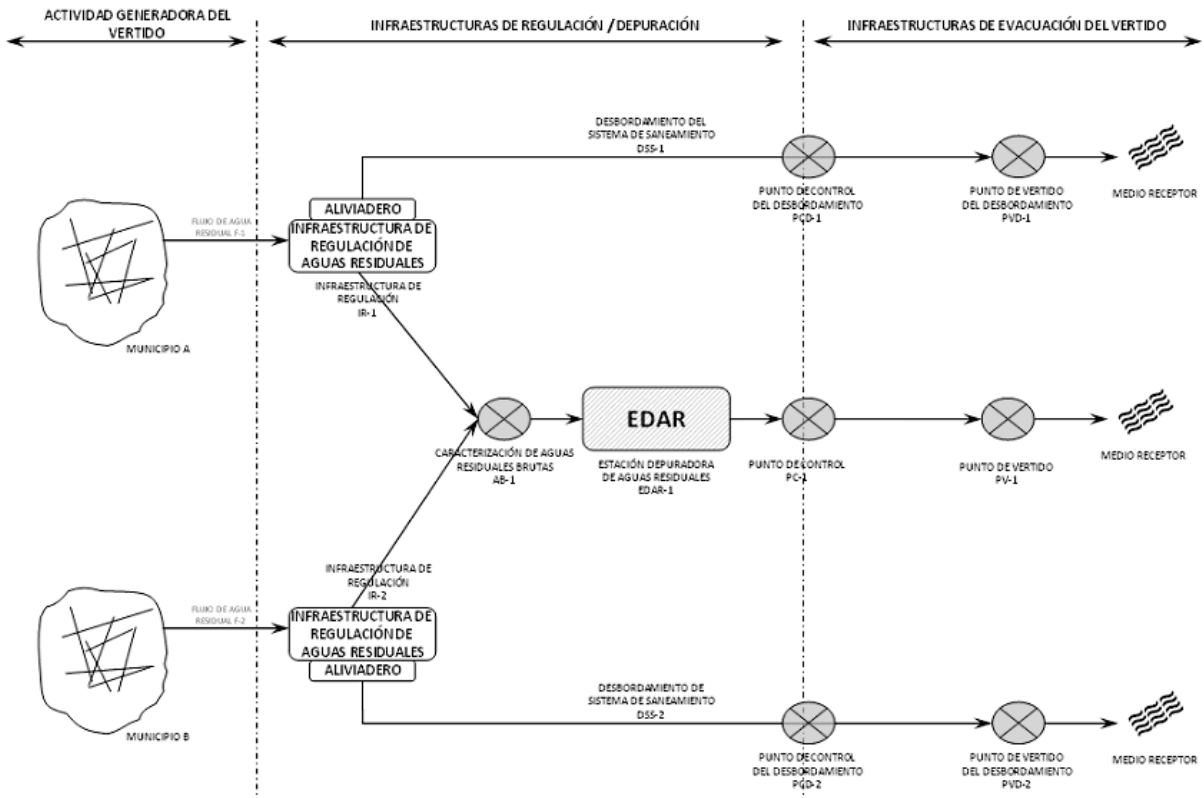 ACTIVIDAD GENERADORA DEL
VERTIDO
INFRAESTRUCTURAS DE REGULACIÓN / DEPURACIÓN
INFRAESTRUCTURAS DE EVACUACIÓN DEL VERTIDO
DESBORDAMIENTO DEL
SISTEMA DE SANEAMIENTO
DSS-1
PUNTO DE CONTROL
DEL DESBORDAMIENTO
PCD-1
PUNTO DE VERTIDO
DEL DESBORDAMIENTO
PVD-1
MEDIO RECEPTOR
FLUJO DE AGUA
RESIDUAL F-1
ALIVIADERO
INFRAESTRUCTURA DE
REGULACIÓN DE
AGUAS RESIDUALES
INFRAESTRUCTURA DE
REGULACIÓN
IR-1
MUNICIPIO A
EDAR
CARACTERIZACIÓN DE AGUAS
RESIDUALES BRUTAS
AB-1
ESTACIÓN DEPURADORA
DE AGUAS RESIDUALES
EDAR-1
PUNTO DE CONTROL
PC-1
PUNTO DE VERTIDO
PV-1
MEDIO RECEPTOR
INFRAESTRUCTURA DE
REGULACIÓN
IR-2
FLUJO DE AGUA
RESIDUAL F-2
INFRAESTRUCTURA DE
REGULACIÓN DE
AGUAS RESIDUALES
ALIVIADERO
MUNICIPIO B
DESBORDAMIENTO DE
SISTEMA DE SANEAMIENTO
DSS-2
PUNTO DE CONTROL
DEL DESBORDAMIENTO
PCD-2
PUNTO DE VERTIDO
DEL DESBORDAMIENTO
PVD-2
MEDIO RECEPTOR